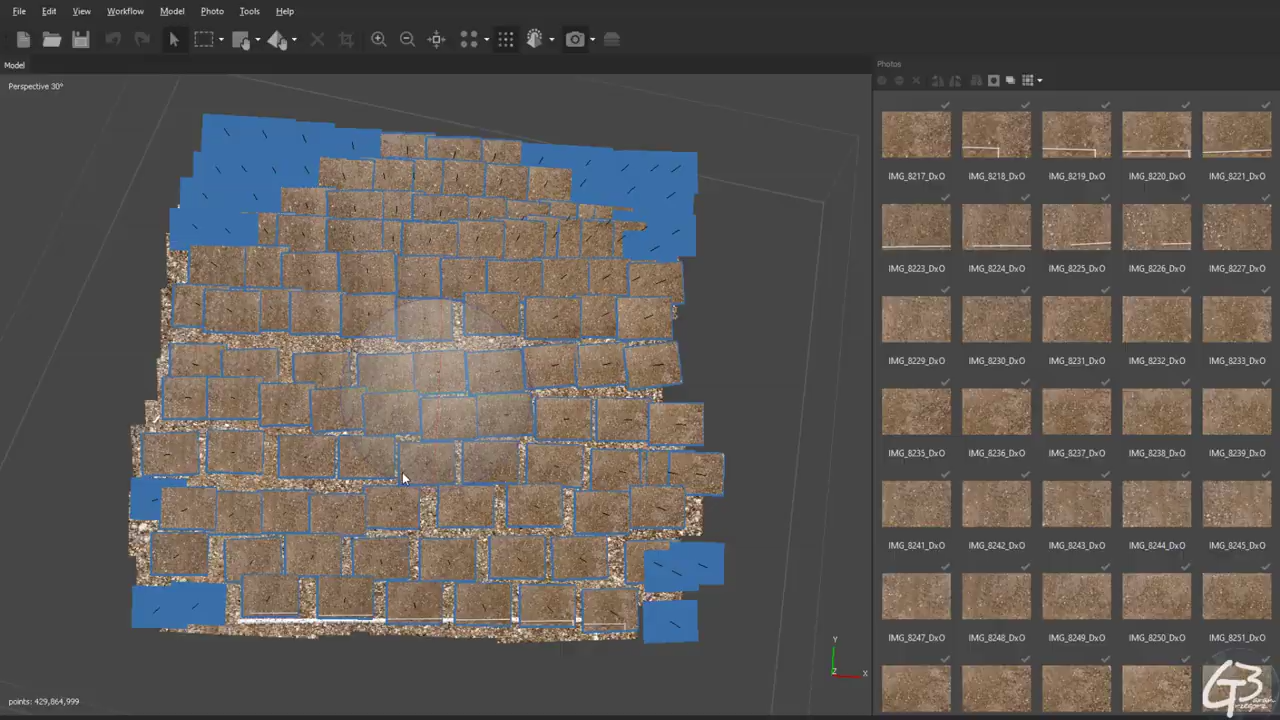 File Edit View Workflow Model Photo Tools Help
Model
Photos
Perspective 30°
IMG_8217_DxO IMG_8218_DxO IMG_8219_DxO IMG_8220_DxO IMG_8221_DxO
IMG_8223_DxO IMG_8224_DxO IMG_8225_DxO IMG_8226_DxO IMG_8227_DxO
IMG_8229_DxO IMG_8230_DxO IMG_8231_DxO IMG_8232_DxO IMG_8233_DxO
IMG_8235_DxO IMG_8236_DxO IMG_8237_DxO IMG_8238_DxO IMG_8239_DxO
IMG_8241_DxO IMG_8242_DxO IMG_8243_DxO IMG_8244_DxO IMG_8245_DxO
IMG_8247_DxO IMG_8248_DxO IMG_8249_DxO IMG_8250_DxO IMG_8251_DxO
Y
Z
X
points: 429,864,999